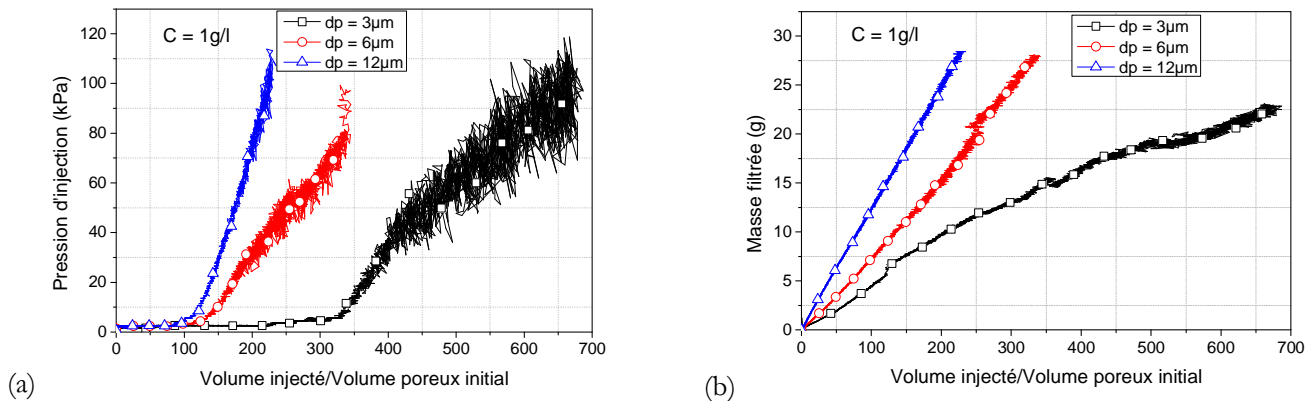 C = 1g/l
dp = 3µm
dp = 6µm
dp = 12µm
Pression d'injection (kPa)
120
100
80
60
40
20
0
0 100 200 300 400 500 600 700
Volume injecté/Volume poreux initial
(a)
C = 1g/l
dp = 3µm
dp = 6µm
dp = 12µm
Masse filtrée (g)
30
25
20
15
10
5
0
0 100 200 300 400 500 600 700
Volume injecté/Volume poreux initial
(b)